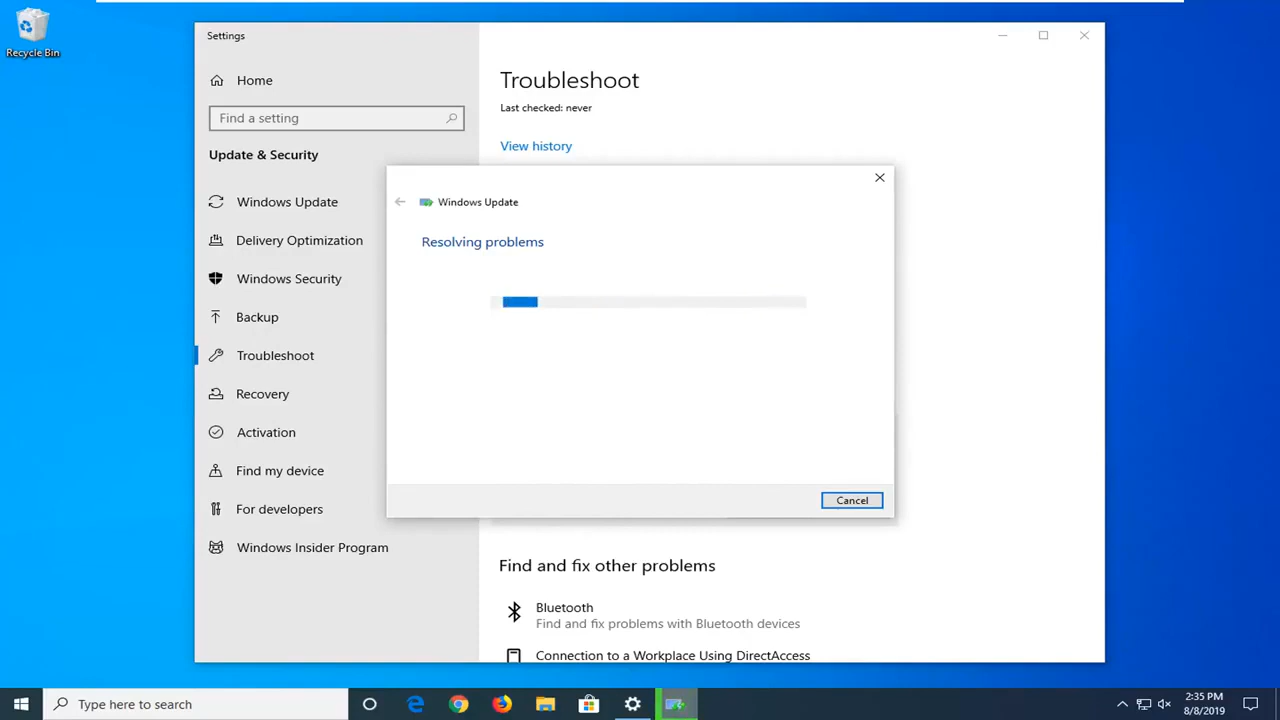 Recycle Bin
Settings
Home
Find a setting
Update & Security
Windows Update
Delivery Optimization
Windows Security
Backup
Troubleshoot
Recovery
Activation
Find my device
For developers
Windows Insider Program
Troubleshoot
Last checked: never
View history
Windows Update
Resolving problems
Cancel
Find and fix other problems
Bluetooth
Find and fix problems with Bluetooth devices
Connection to a Workplace Using DirectAccess
Type here to search
2:35 PM
8/8/2019